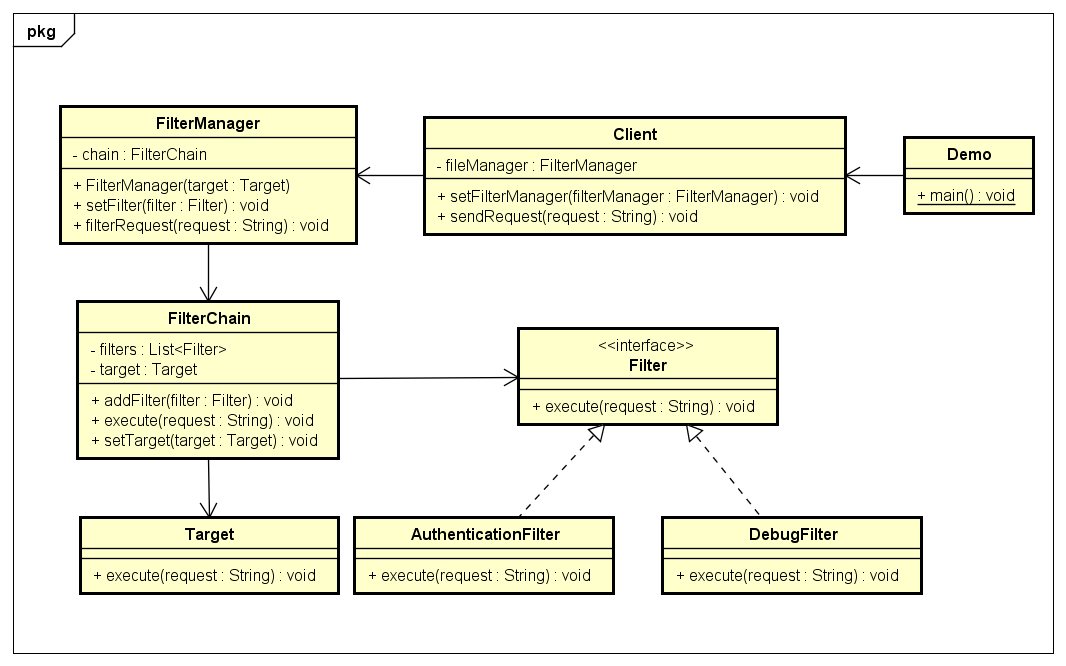 pkg
FilterManager
- chain : FilterChain
+ FilterManager(target : Target)
+ setFilter(filter : Filter) : void
+ filterRequest(request : String) : void
Client
- fileManager : FilterManager
+ setFilterManager(filterManager : FilterManager) : void
+ sendRequest(request : String) : void
Demo
+ main() : void
FilterChain
- filters : List<Filter>
- target : Target
+ addFilter(filter : Filter) : void
+ execute(request : String) : void
+ setTarget(target : Target) : void
<<interface>>
Filter
+ execute(request : String) : void
Target
+ execute(request : String) : void
AuthenticationFilter
+ execute(request : String) : void
DebugFilter
+ execute(request : String) : void